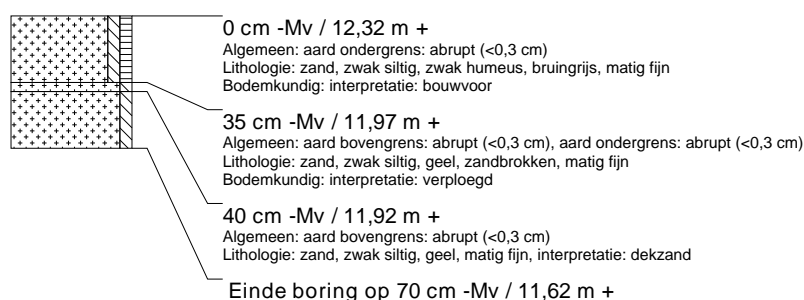 0 cm -Mv / 12,32 m +
Algemeen: aard ondergrens: abrupt (<0,3 cm)
Lithologie: zand, zwak siltig, zwak humeus, bruingrijs, matig fijn
Bodemkundig: interpretatie: bouwvoor
35 cm -Mv / 11,97 m +
Algemeen: aard bovengrens: abrupt (<0,3 cm), aard ondergrens: abrupt (<0,3 cm)
Lithologie: zand, zwak siltig, geel, zandbrokken, matig fijn
Bodemkundig: interpretatie: verploegd
40 cm -Mv / 11,92 m +
Algemeen: aard bovengrens: abrupt (<0,3 cm)
Lithologie: zand, zwak siltig, geel, matig fijn, interpretatie: dekzand
Einde boring op 70 cm -Mv / 11,62 m +